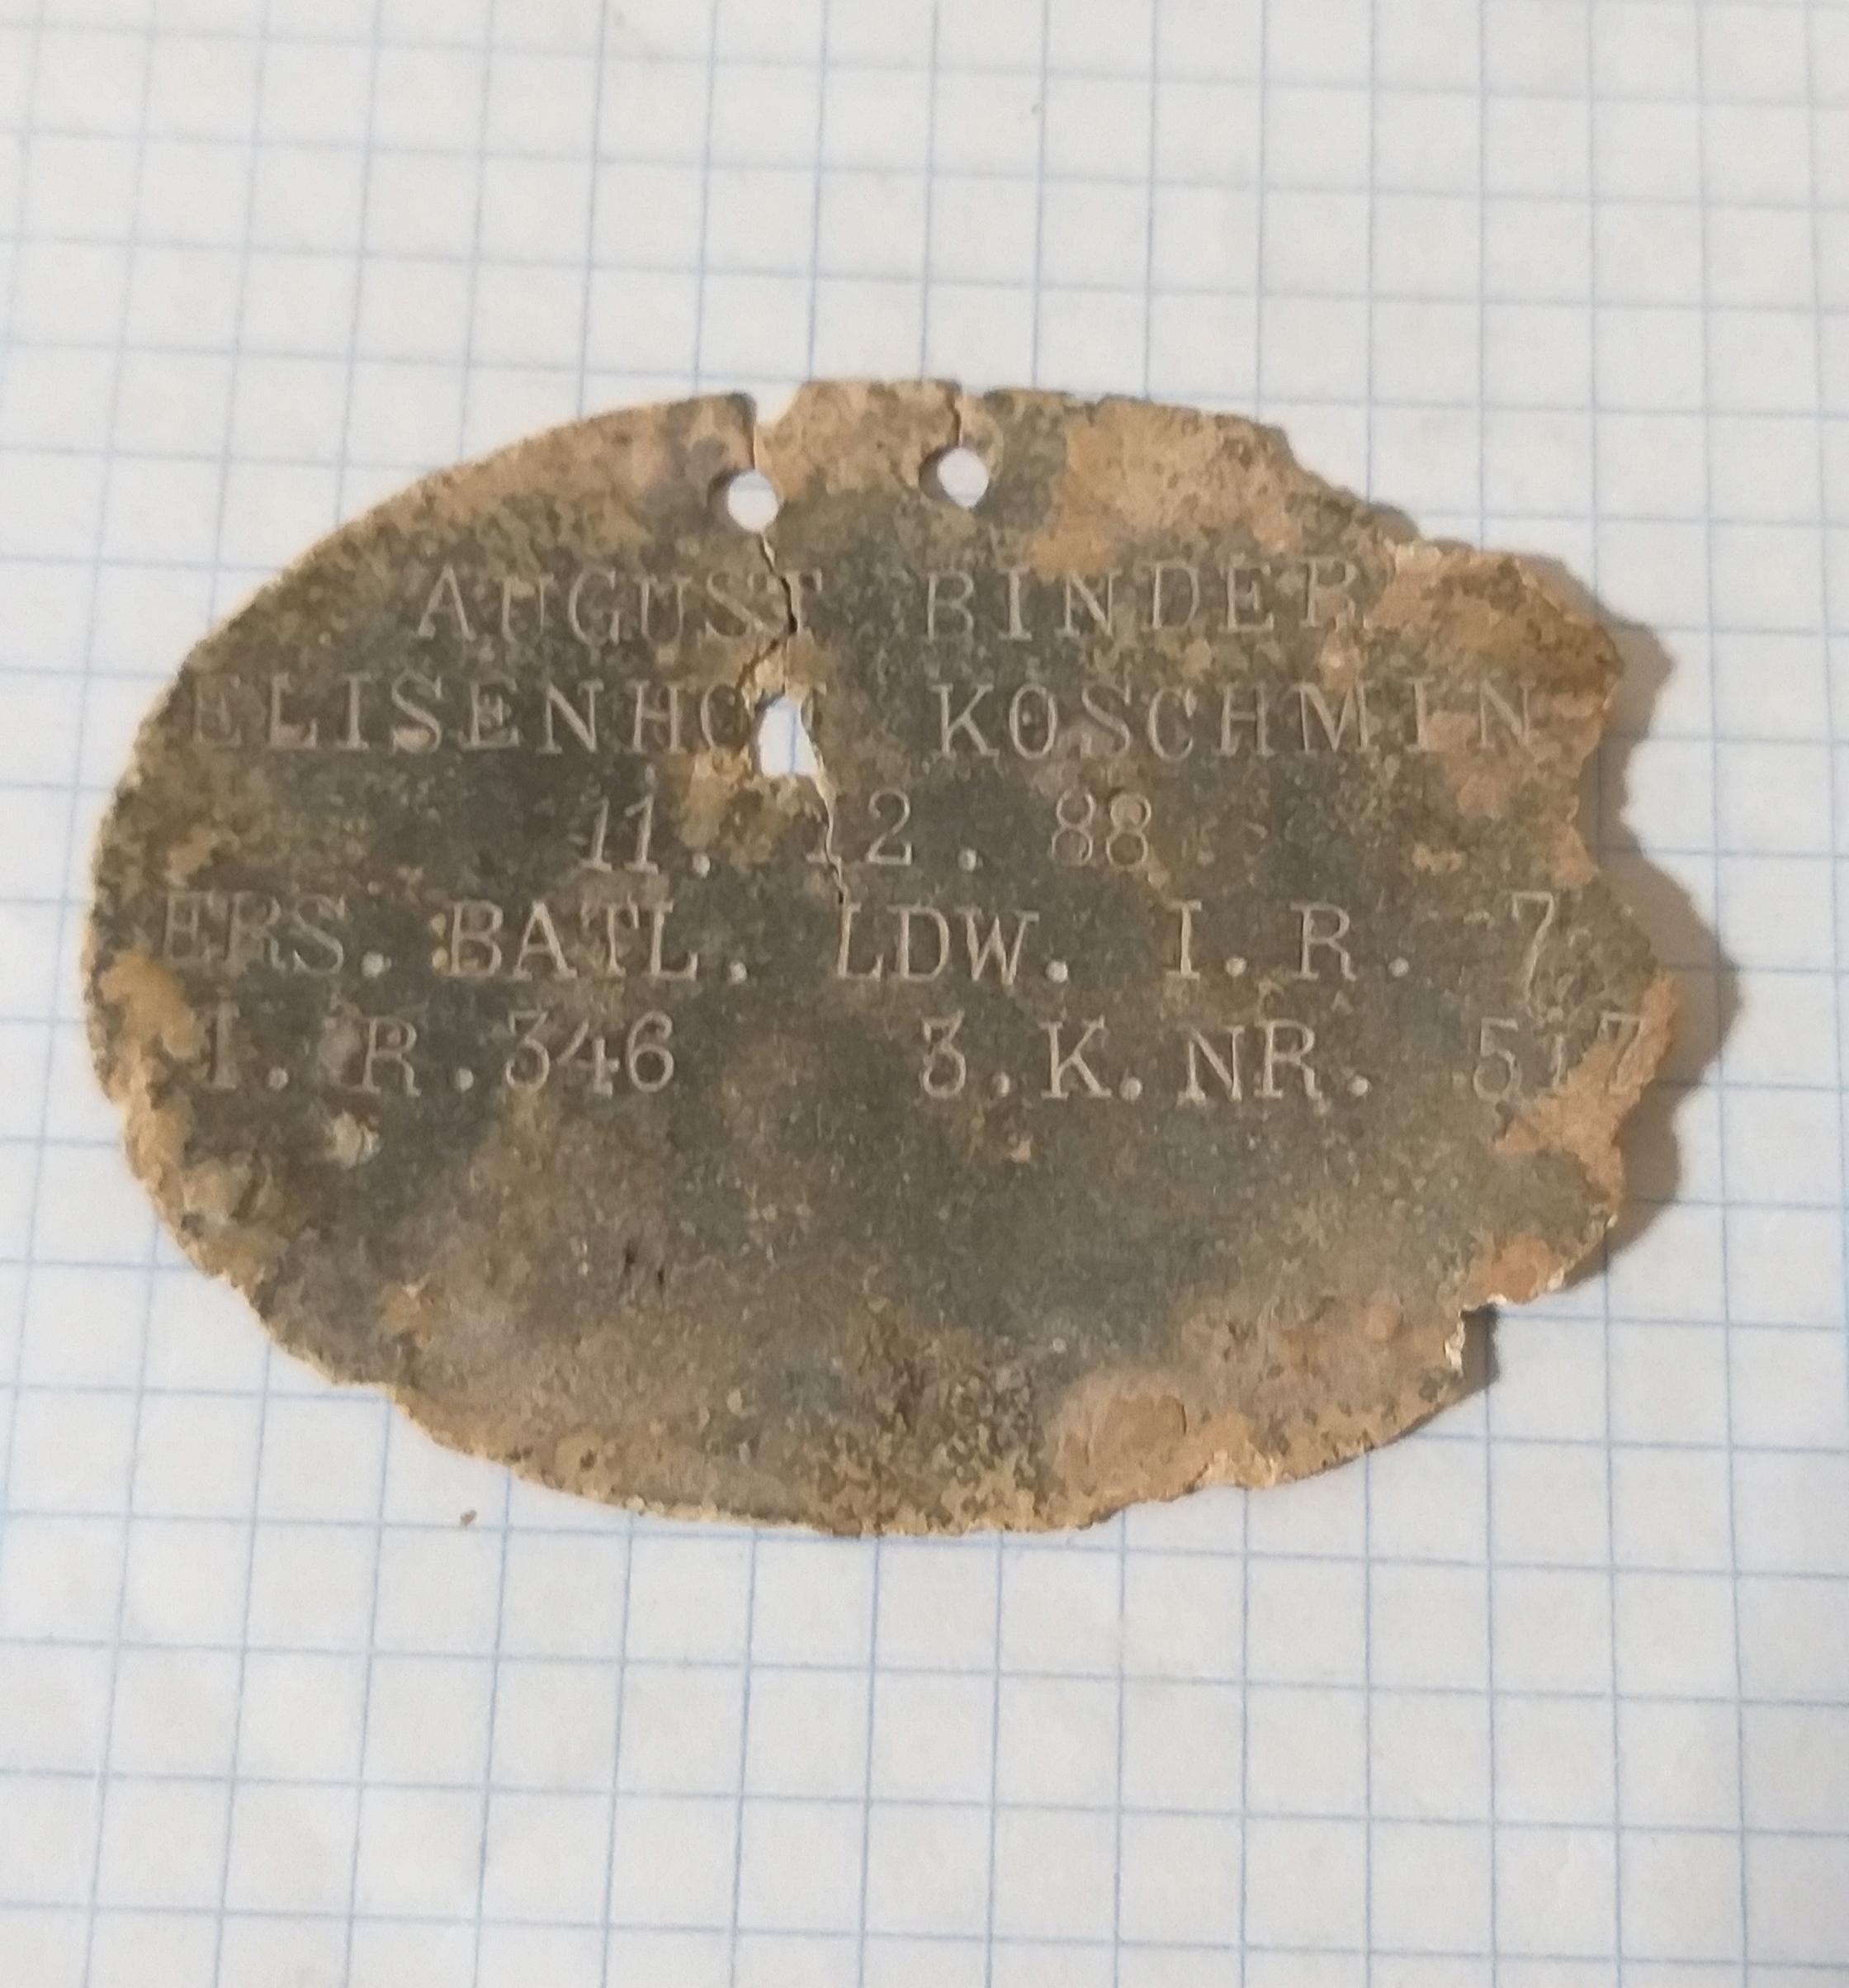 AUGUST BINDER
KOSCHMIN
11. 12. 88
ERS. BATL. LDW. I. R. 7
I. R. 346 3. K. NR.